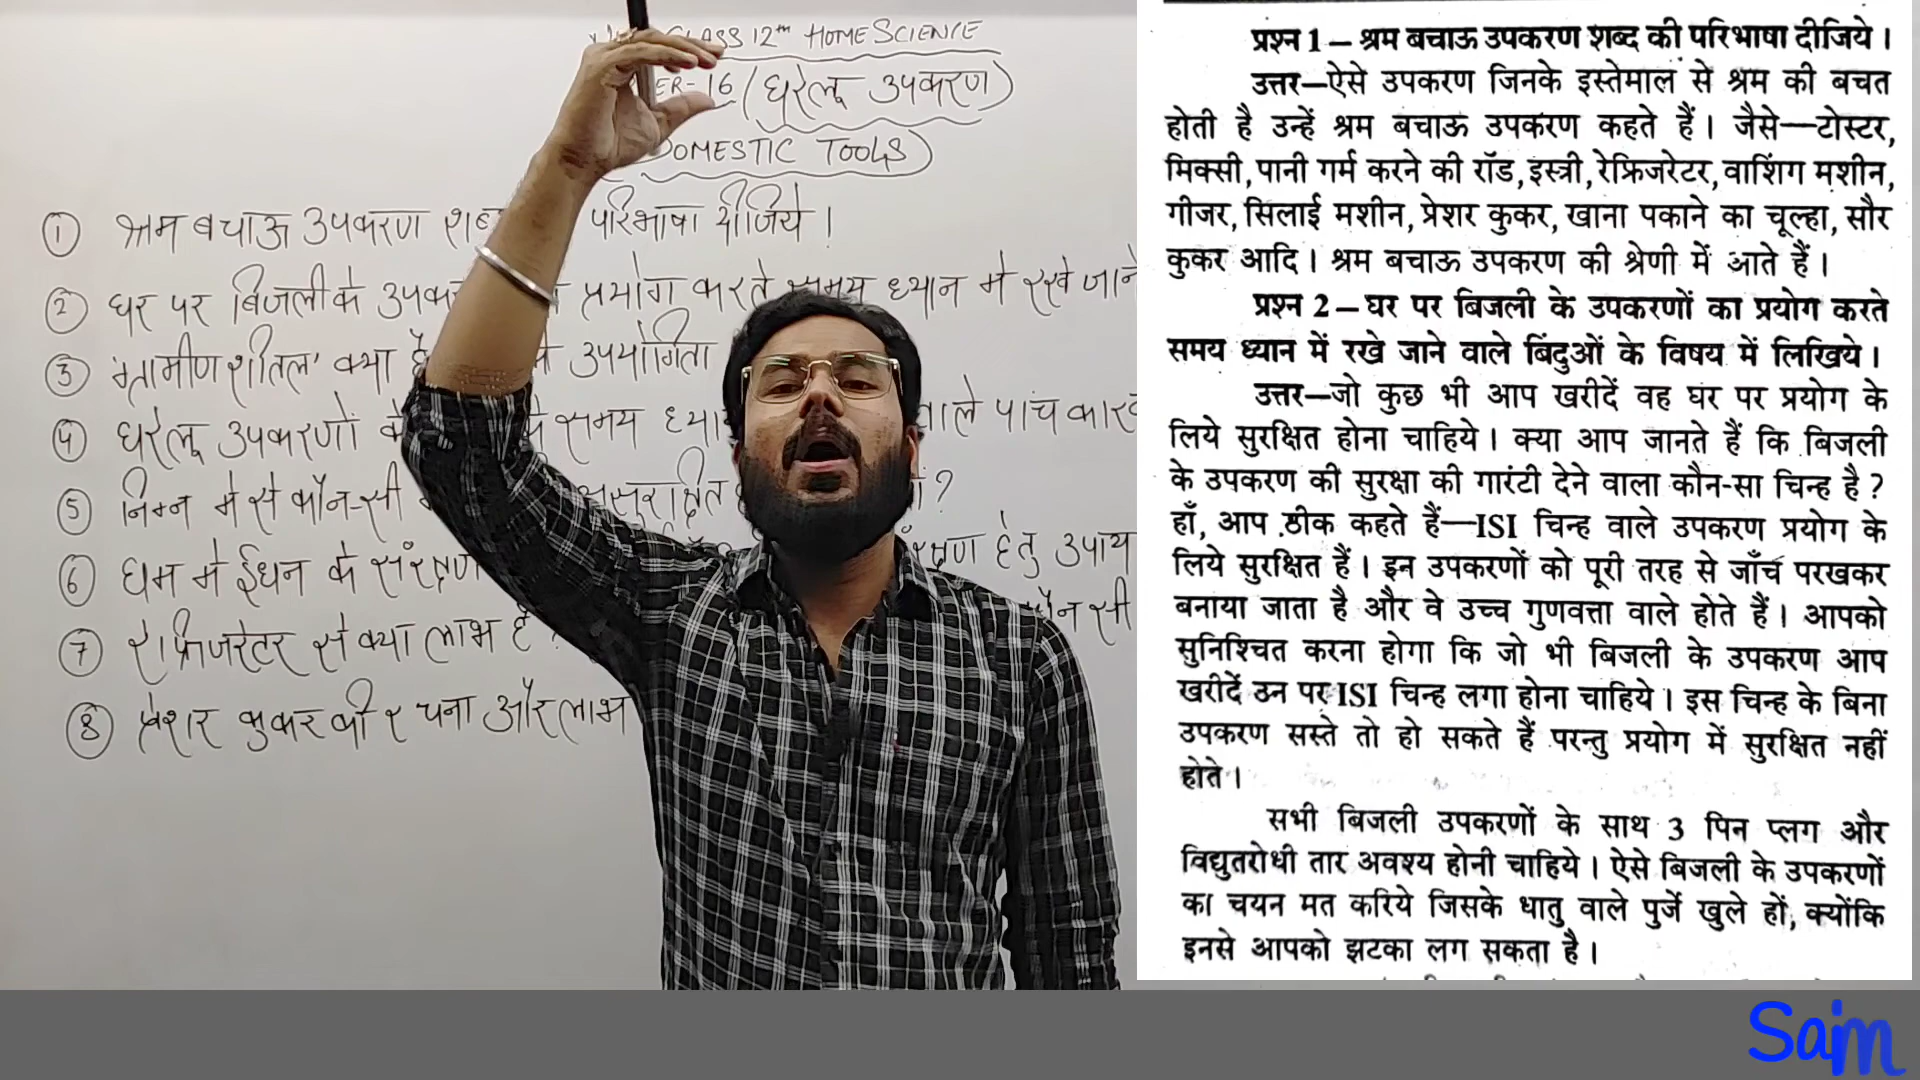 CLASS 12th HOME SCIENCE
ER-16 (घरेलू उपकरण)
DOMESTIC TOOLS)
① श्रम बचाऊ उपकरण परिभाषा दीजिये।
② घर पर बिजली के प्रयोग करते समय ध्यान मे रखे जाने
③ क्या उपयोगिता
④ घरेलू उपकरणों समय पांच
⑤ निम्न मे से कौन-सी असुरक्षित ?
⑥ मे ईंधन के संरक्षण हेतु उपाय
⑦ रेफ्रिजरेटर से क्या लाभ सी
⑧ प्रेशर कुकर की रचना और लाभ
प्रश्न 1 – श्रम बचाऊ उपकरण शब्द की परिभाषा दीजिये।
उत्तर—ऐसे उपकरण जिनके इस्तेमाल से श्रम की बचत
होती है उन्हें श्रम बचाऊ उपकरण कहते हैं। जैसे—टोस्टर,
मिक्सी, पानी गर्म करने की रॉड, इस्त्री, रेफ्रिजरेटर, वाशिंग मशीन,
गीजर, सिलाई मशीन, प्रेशर कुकर, खाना पकाने का चूल्हा, सौर
कुकर आदि। श्रम बचाऊ उपकरण की श्रेणी में आते हैं।
प्रश्न 2 – घर पर बिजली के उपकरणों का प्रयोग करते
समय ध्यान में रखे जाने वाले बिंदुओं के विषय में लिखिये।
उत्तर—जो कुछ भी आप खरीदें वह घर पर प्रयोग के
लिये सुरक्षित होना चाहिये। क्या आप जानते हैं कि बिजली
के उपकरण की सुरक्षा की गारंटी देने वाला कौन-सा चिन्ह है?
हाँ, आप ठीक कहते हैं—ISI चिन्ह वाले उपकरण प्रयोग के
लिये सुरक्षित हैं। इन उपकरणों को पूरी तरह से जाँच परखकर
बनाया जाता है और वे उच्च गुणवत्ता वाले होते हैं। आपको
सुनिश्चित करना होगा कि जो भी बिजली के उपकरण आप
खरीदें उन पर ISI चिन्ह लगा होना चाहिये। इस चिन्ह के बिना
उपकरण सस्ते तो हो सकते हैं परन्तु प्रयोग में सुरक्षित नहीं
होते।
सभी बिजली उपकरणों के साथ 3 पिन प्लग और
विद्युतरोधी तार अवश्य होनी चाहिये। ऐसे बिजली के उपकरणों
का चयन मत करिये जिसके धातु वाले पुर्जे खुले हों, क्योंकि
इनसे आपको झटका लग सकता है।
Saim